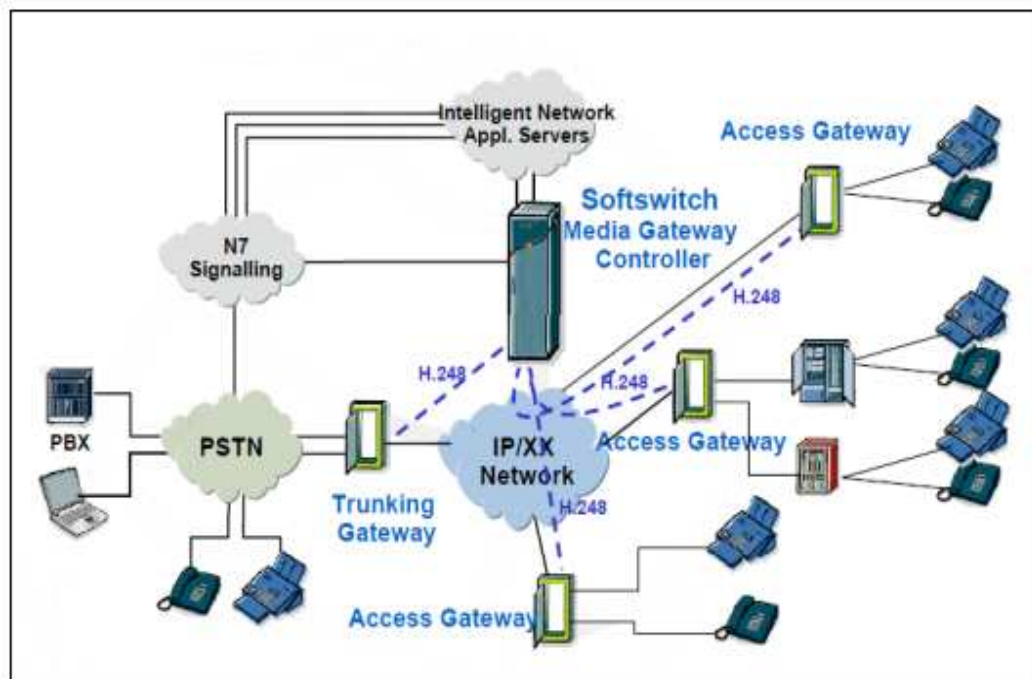 Intelligent Network
Appl. Servers
Access Gateway
Softswitch
Media Gateway
Controller
N7
Signalling
H.248
H.248
H.248
PBX
PSTN
IP/XX
Network
Access Gateway
Trunking
Gateway
H.248
Access Gateway